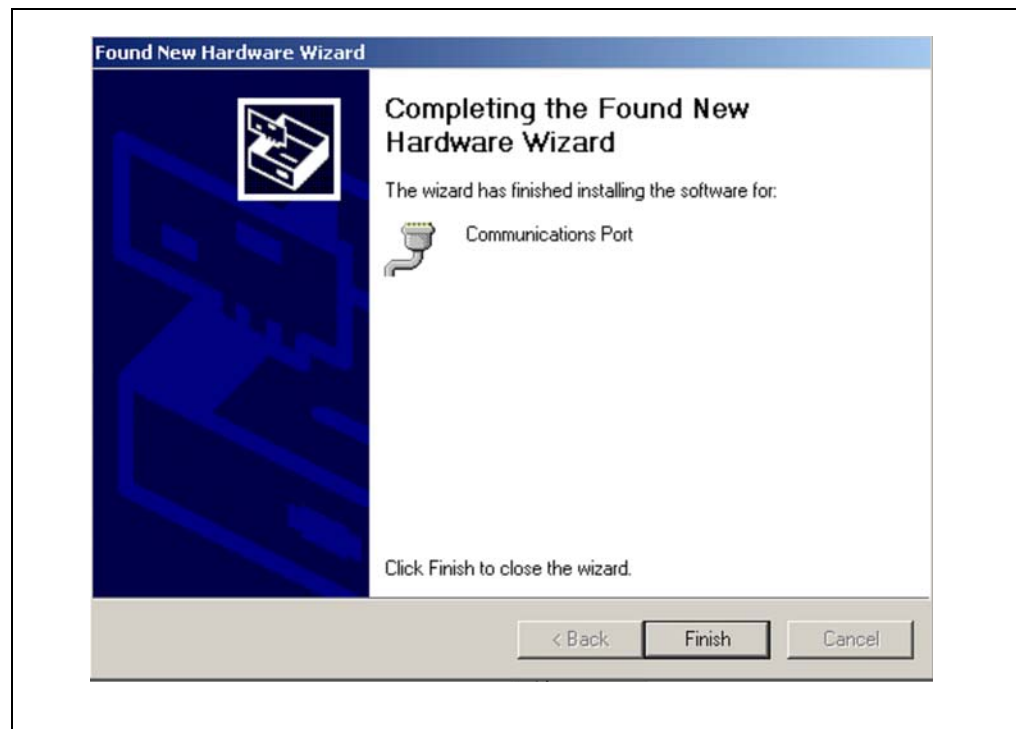 Found New Hardware Wizard
Completing the Found New
Hardware Wizard
The wizard has finished installing the software for:
Communications Port
Click Finish to close the wizard.
< Back
Finish
Cancel